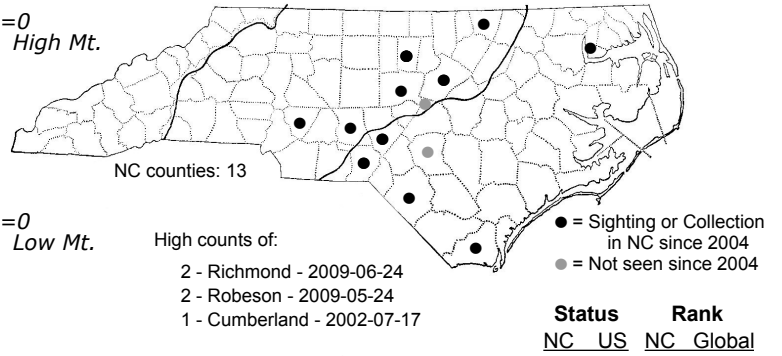 =0
High Mt.
NC counties: 13
=0
Low Mt.
High counts of:
2 - Richmond - 2009-06-24
2 - Robeson - 2009-05-24
1 - Cumberland - 2002-07-17
= Sighting or Collection
in NC since 2004
= Not seen since 2004
Status Rank
NC US NC Global